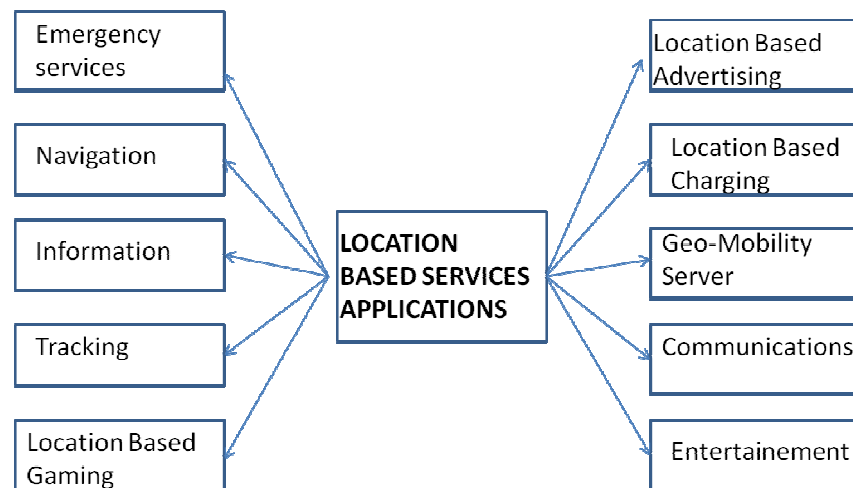 Emergency
services
Navigation
Information
Tracking
Location Based
Gaming
LOCATION
BASED SERVICES
APPLICATIONS
Location Based
Advertising
Location Based
Charging
Geo-Mobility
Server
Communications
Entertainement